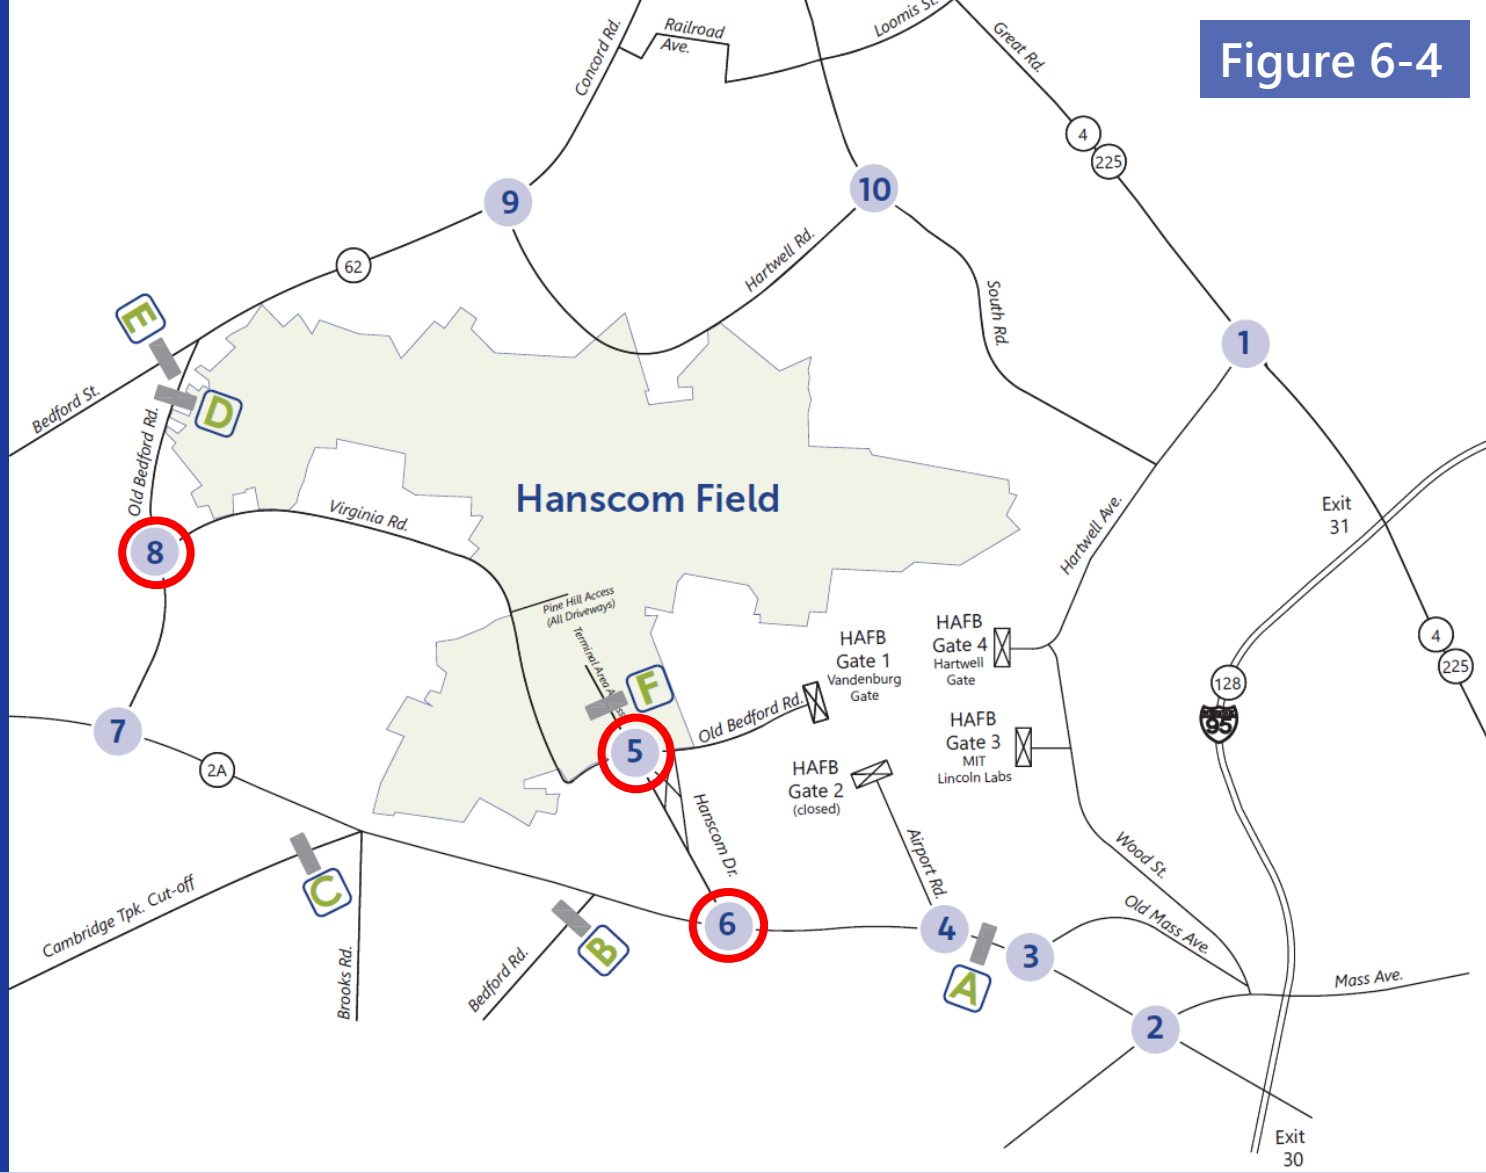 Figure 6-4
Concord Rd.
Railroad
Ave.
Loomis St.
Great Rd.
4
225
9
10
62
Hartwell Rd.
South Rd.
1
E
D
Bedford St.
Old Bedford Rd.
Virginia Rd.
Hanscom Field
8
Hartwell Ave.
Exit
31
Pine Hill Access
(All Driveways)
Terminal Area
F
HAFB
Gate 1
Vandenburg
Gate
HAFB
Gate 4
Hartwell
Gate
4
225
128
95
7
5
Old Bedford Rd.
HAFB
Gate 3
MIT
Lincoln Labs
2A
HAFB
Gate 2
(closed)
Hanscom Dr.
Airport Rd.
Wood St.
C
Cambridge Tpk. Cut-off
Brooks Rd.
B
Bedford Rd.
6
4
A
3
Old Mass Ave.
Mass Ave.
2
Exit
30